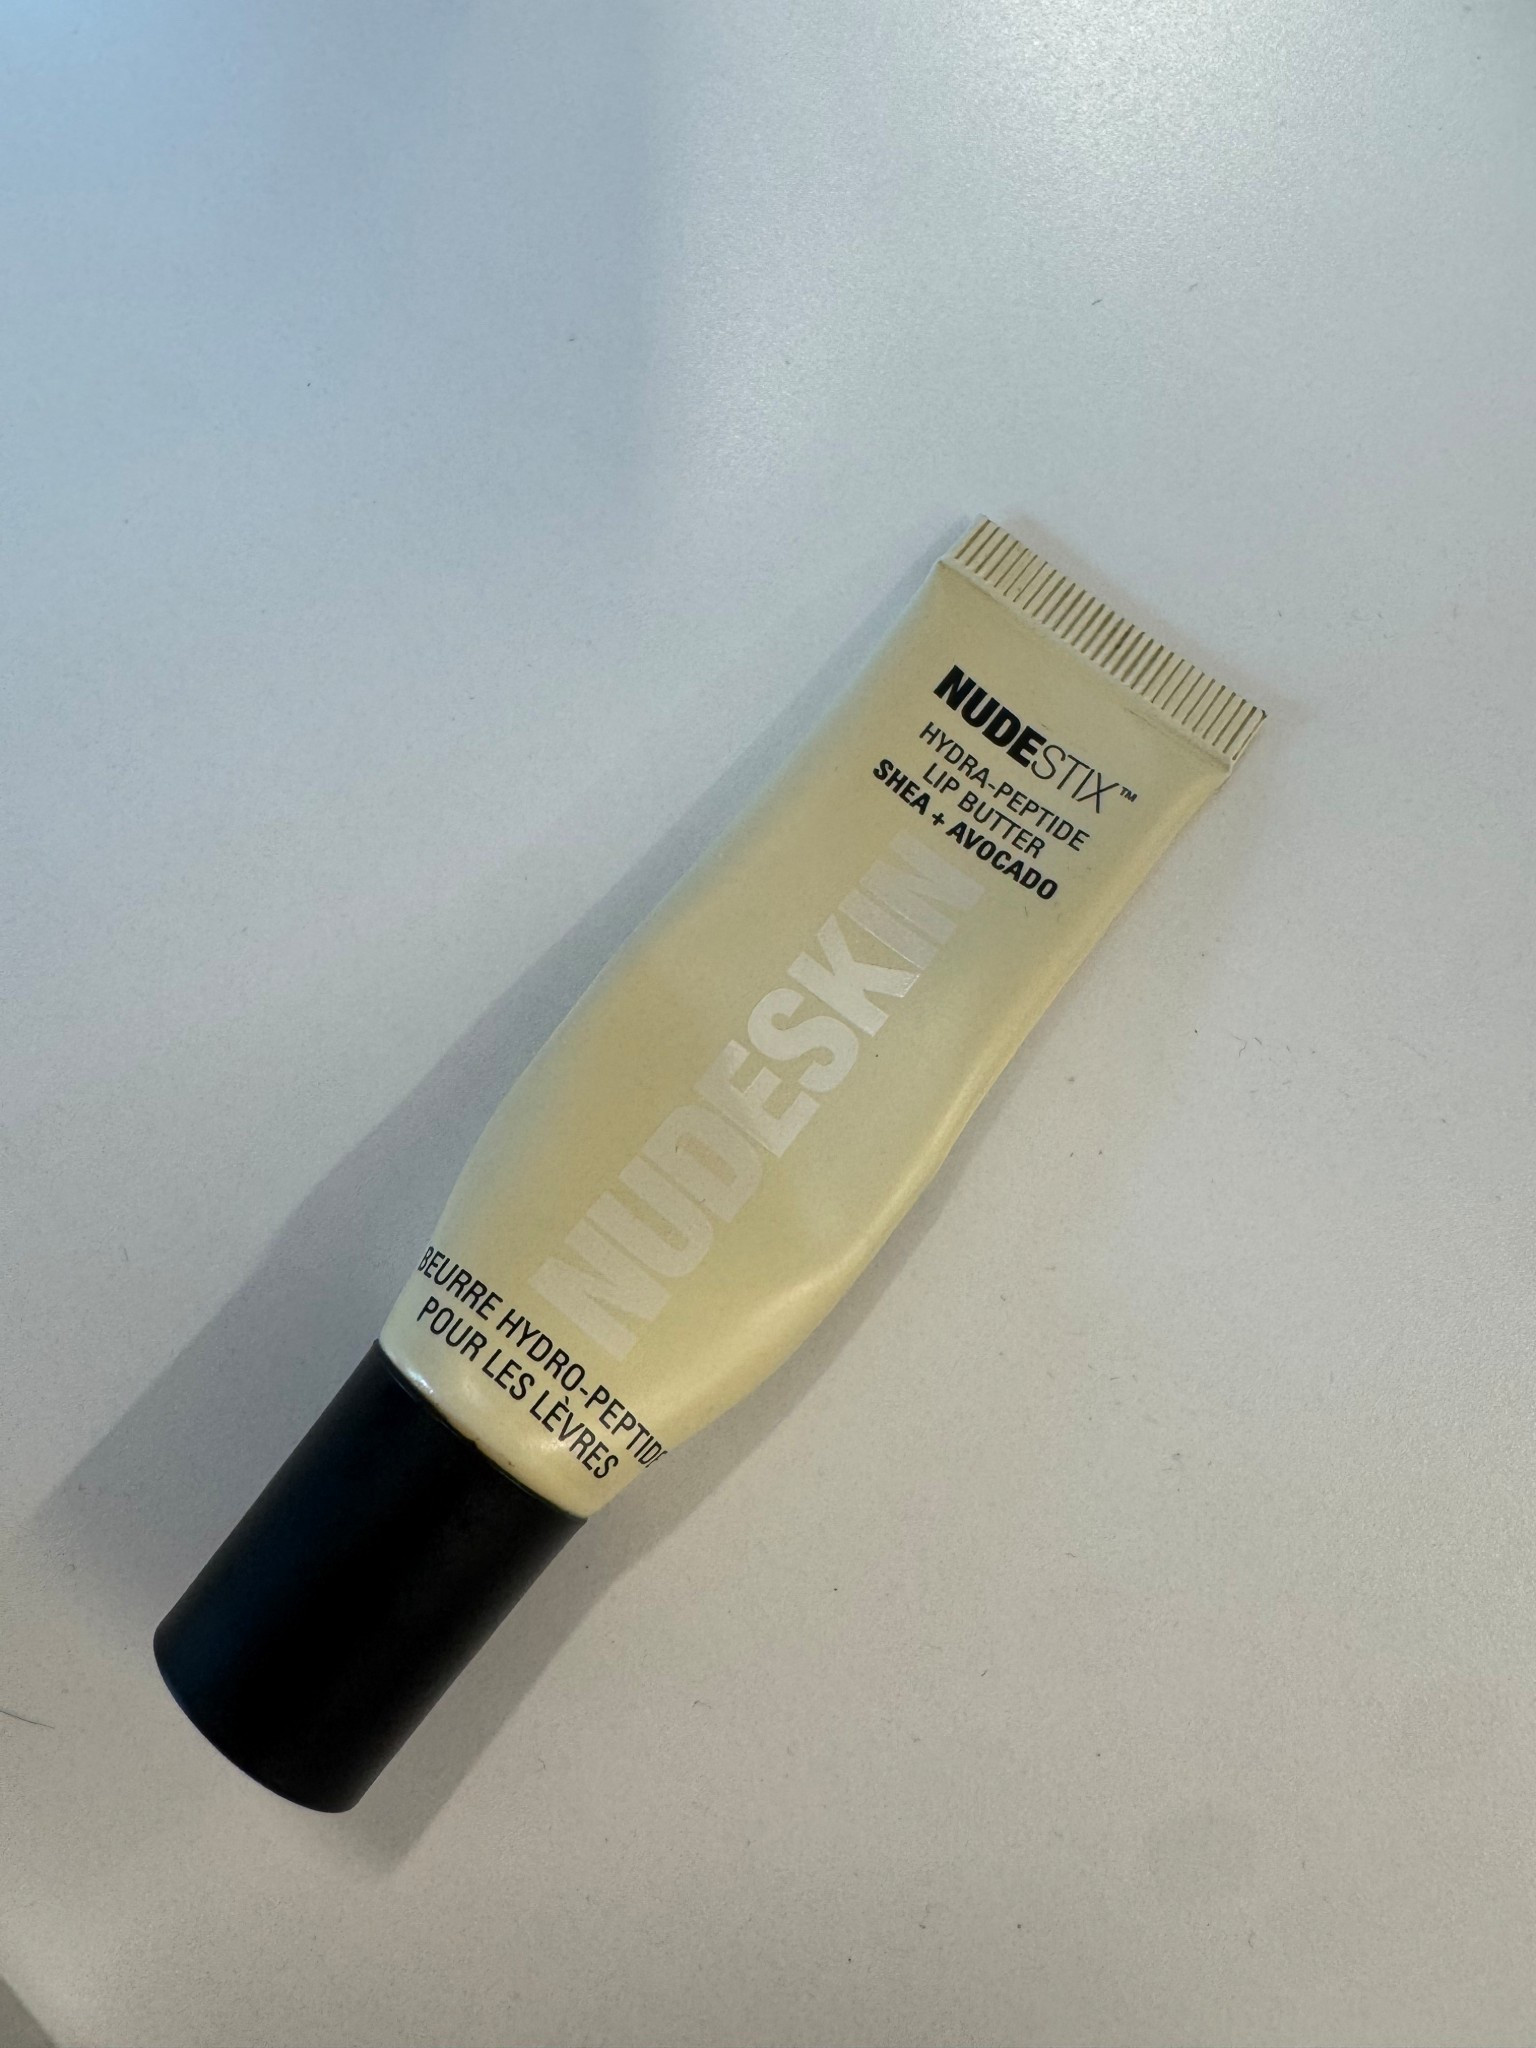 NUDESTIX™
HYDRA-PEPTIDE
LIP BUTTER
SHEA + AVOCADO
NUDESKIN
BEURRE HYDRO-PEPTIDE
POUR LES LÈVRES